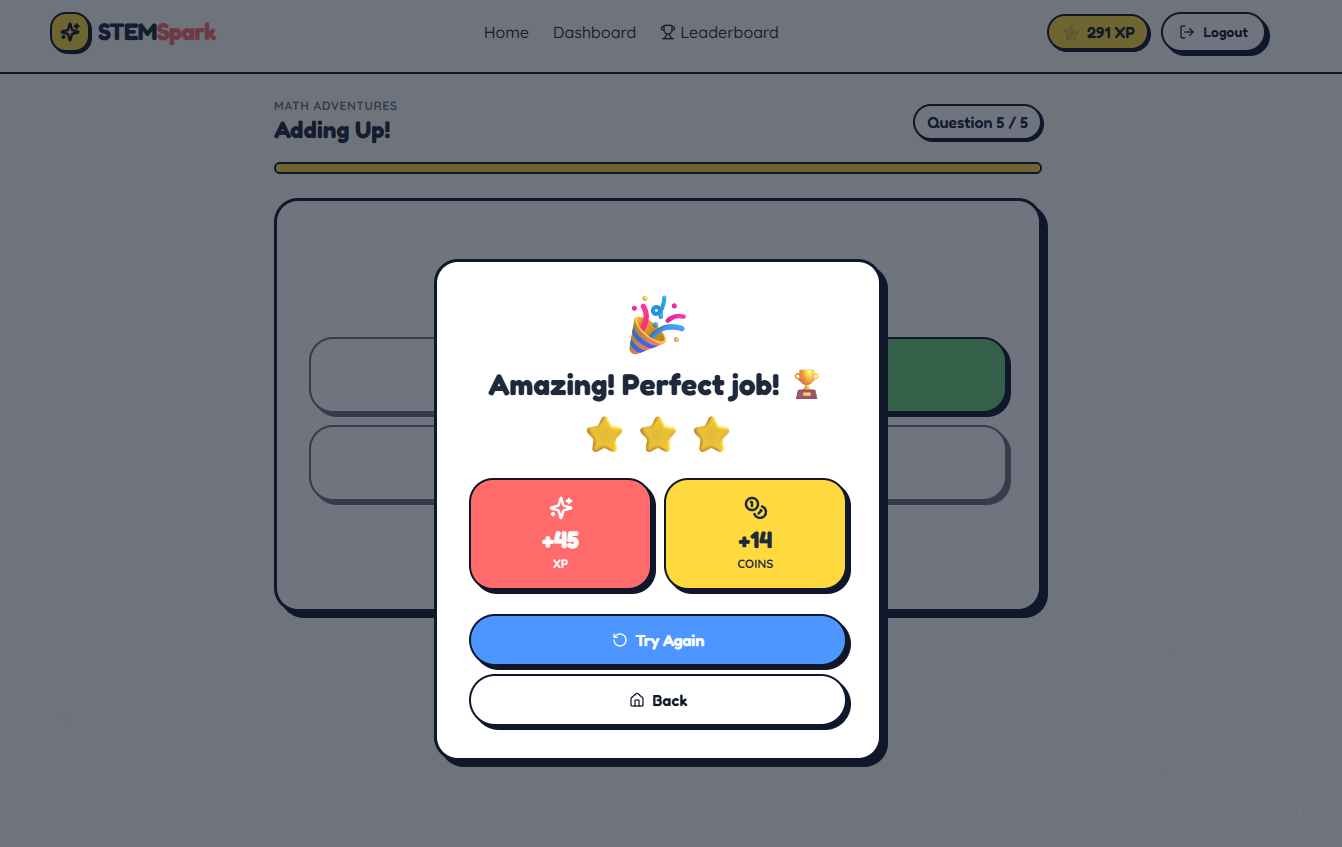 STEMSpark
Home
Dashboard
Leaderboard
291 XP
Logout
MATH ADVENTURES
Adding Up!
Question 5 / 5
Amazing! Perfect job!
+45
XP
+14
COINS
Try Again
Back